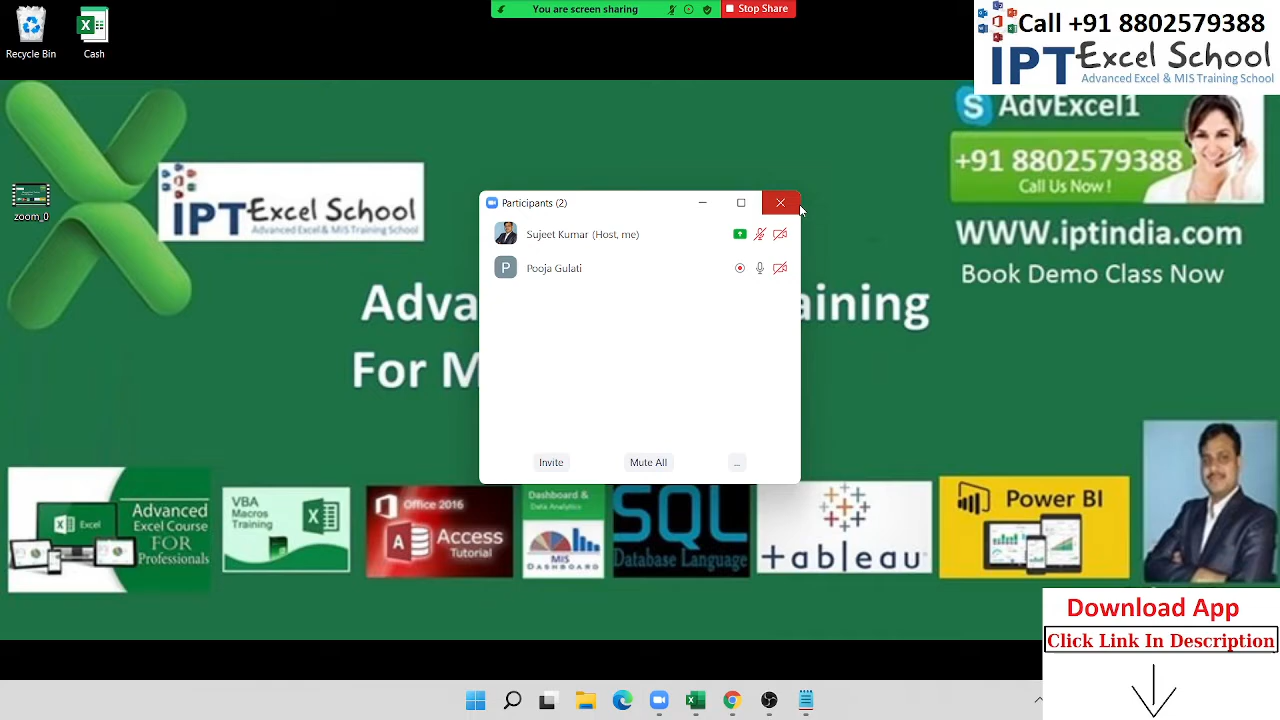 You are screen sharing
Stop Share
Call +91 8802579388
IPT Excel School
Advanced Excel & MIS Training School
Recycle Bin
Cash
zoom_0
IPT Excel School
Advanced Excel & MIS Training School
AdvExcel1
+91 8802579388
Call Us Now !
WWW.iptindia.com
Book Demo Class Now
Participants (2)
Sujeet Kumar (Host, me)
P
Pooja Gulati
Invite
Mute All
...
Adva
aining
For M
Excel
Advanced
Excel Course
FOR
Professionals
VBA
Macros
Training
Office 2016
Access
Tutorial
Dashboard &
Data Analytics
MIS
DASHBOARD
SQL
Database Language
+ableau
Power BI
Download App
Click Link In Description